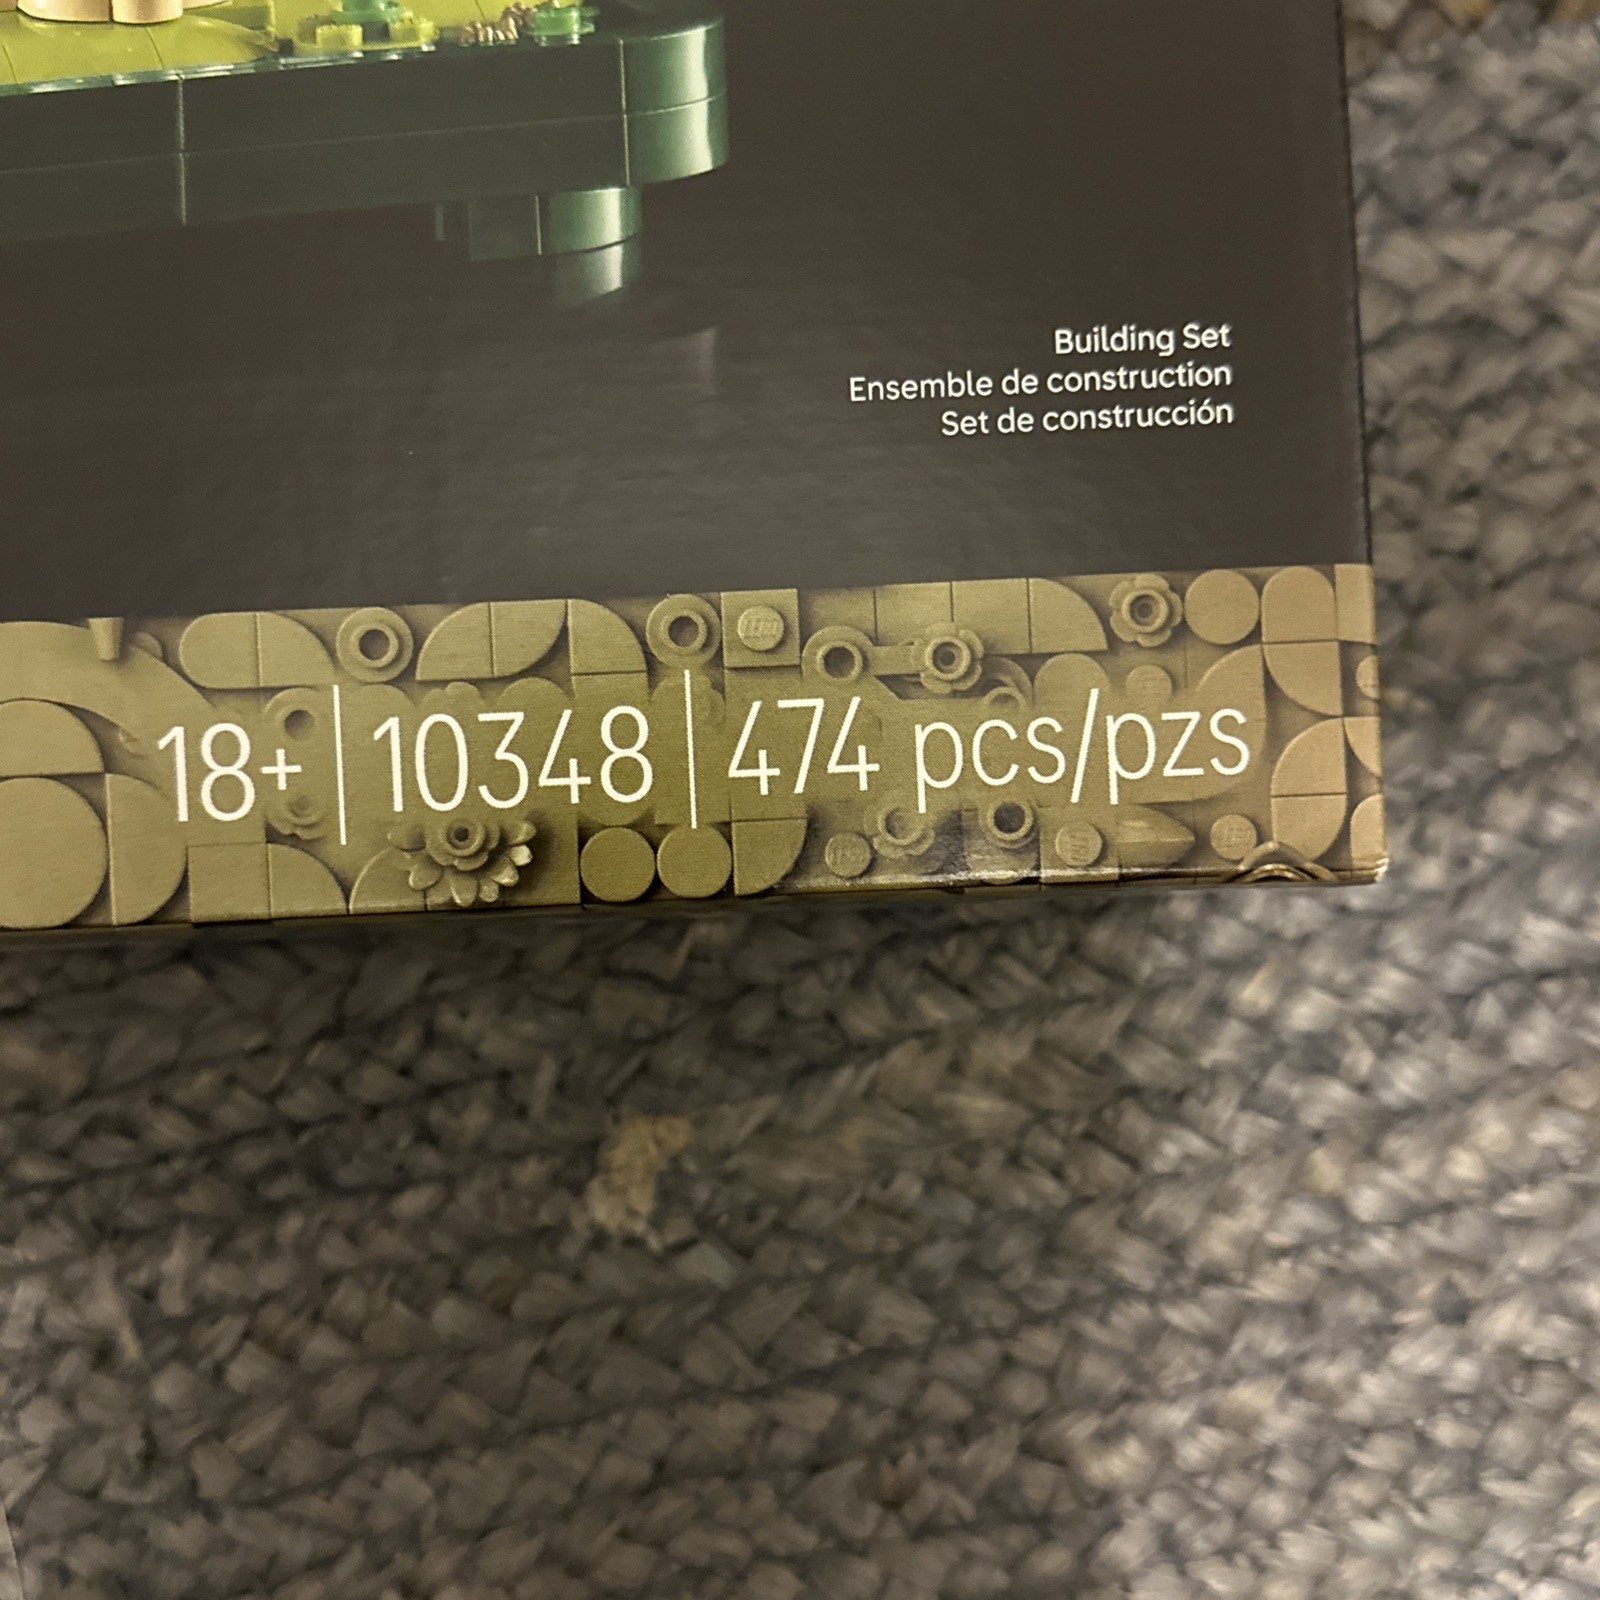 Building Set
Ensemble de construction
Set de construcción
18+ | 10348 | 474 pcs/pzs